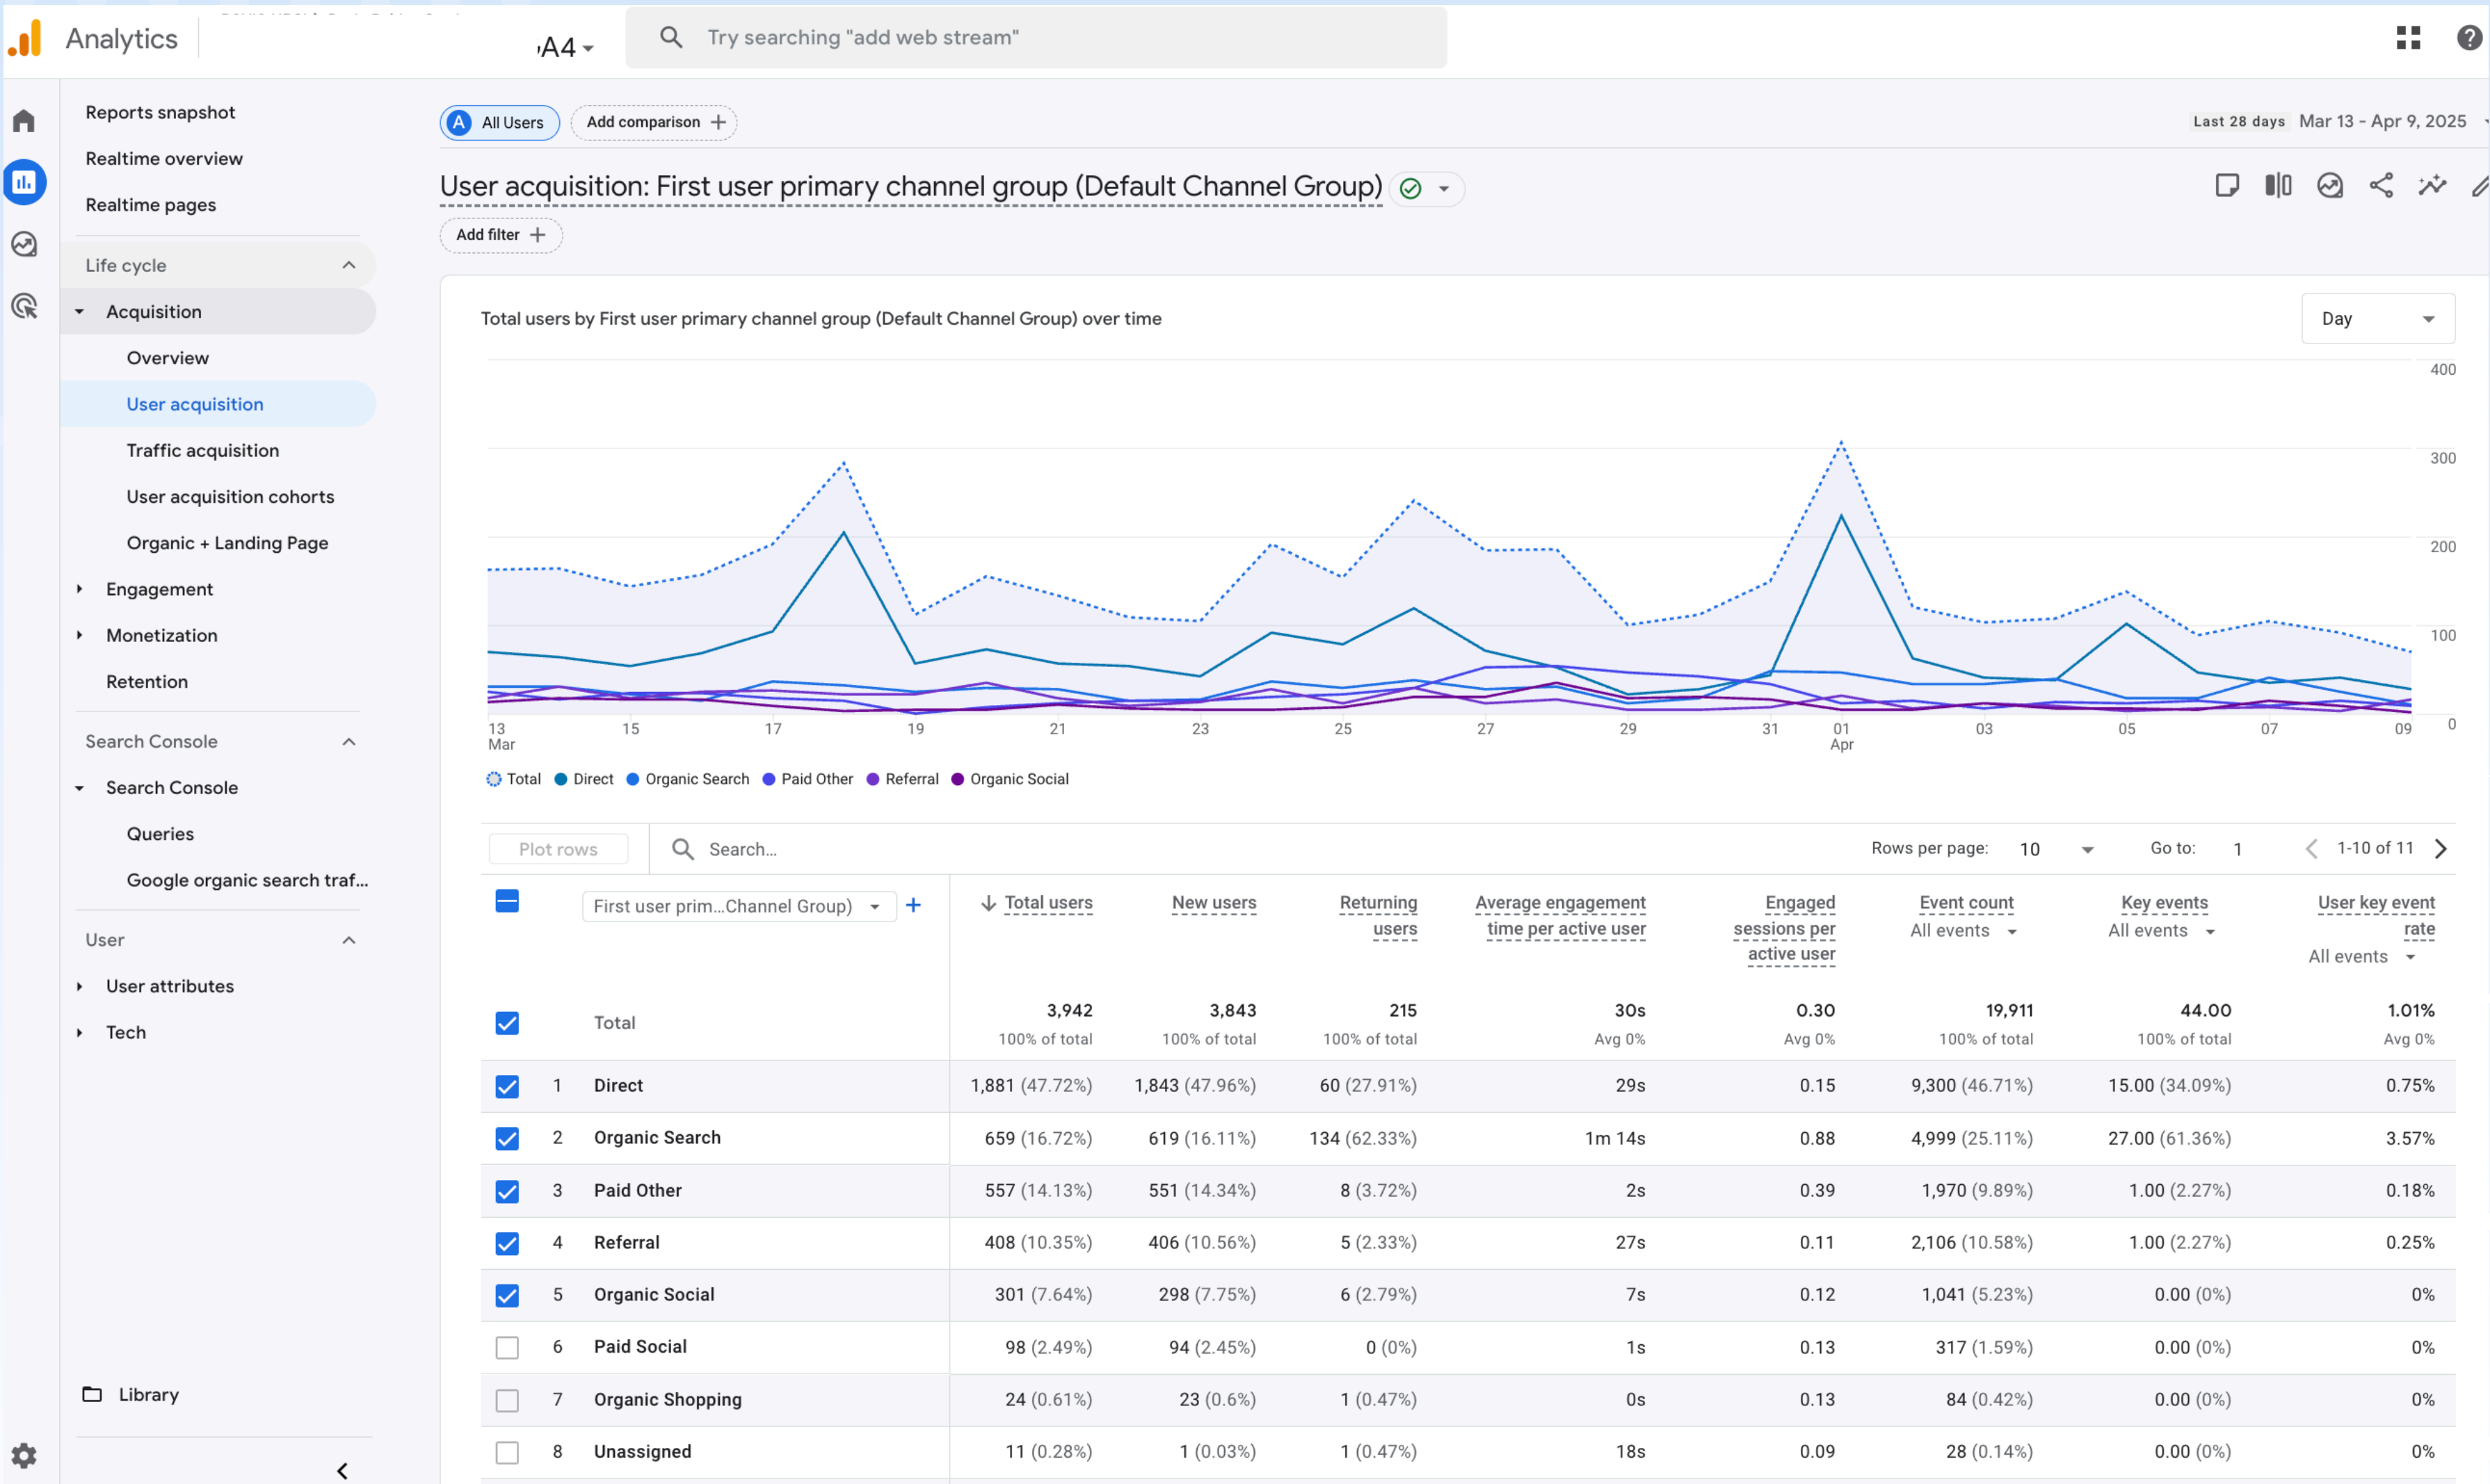 Analytics
A4
Try searching "add web stream"
Reports snapshot
Realtime overview
Realtime pages
Life cycle
Acquisition
Overview
User acquisition
Traffic acquisition
User acquisition cohorts
Organic + Landing Page
Engagement
Monetization
Retention
Search Console
Search Console
Queries
Google organic search traf...
User
User attributes
Tech
Library
A All Users
Add comparison +
Last 28 days Mar 13 - Apr 9, 2025
User acquisition: First user primary channel group (Default Channel Group)
Add filter +
Total users by First user primary channel group (Default Channel Group) over time
Day
400
300
200
100
0
13 15 17 19 21 23 25 27 29 31 01 03 05 07 09
Mar Apr
Total Direct Organic Search Paid Other Referral Organic Social
Plot rows
Search...
Rows per page: 10 Go to: 1 1-10 of 11
First user prim...Channel Group) +
Total users
New users
Returning
users
Average engagement
time per active user
Engaged
sessions per
active user
Event count
All events
Key events
All events
User key event
rate
All events
Total 3,942 3,843 215 30s 0.30 19,911 44.00 1.01%
100% of total 100% of total 100% of total Avg 0% Avg 0% 100% of total 100% of total Avg 0%
1 Direct 1,881 (47.72%) 1,843 (47.96%) 60 (27.91%) 29s 0.15 9,300 (46.71%) 15.00 (34.09%) 0.75%
2 Organic Search 659 (16.72%) 619 (16.11%) 134 (62.33%) 1m 14s 0.88 4,999 (25.11%) 27.00 (61.36%) 3.57%
3 Paid Other 557 (14.13%) 551 (14.34%) 8 (3.72%) 2s 0.39 1,970 (9.89%) 1.00 (2.27%) 0.18%
4 Referral 408 (10.35%) 406 (10.56%) 5 (2.33%) 27s 0.11 2,106 (10.58%) 1.00 (2.27%) 0.25%
5 Organic Social 301 (7.64%) 298 (7.75%) 6 (2.79%) 7s 0.12 1,041 (5.23%) 0.00 (0%) 0%
6 Paid Social 98 (2.49%) 94 (2.45%) 0 (0%) 1s 0.13 317 (1.59%) 0.00 (0%) 0%
7 Organic Shopping 24 (0.61%) 23 (0.6%) 1 (0.47%) 0s 0.13 84 (0.42%) 0.00 (0%) 0%
8 Unassigned 11 (0.28%) 1 (0.03%) 1 (0.47%) 18s 0.09 28 (0.14%) 0.00 (0%) 0%